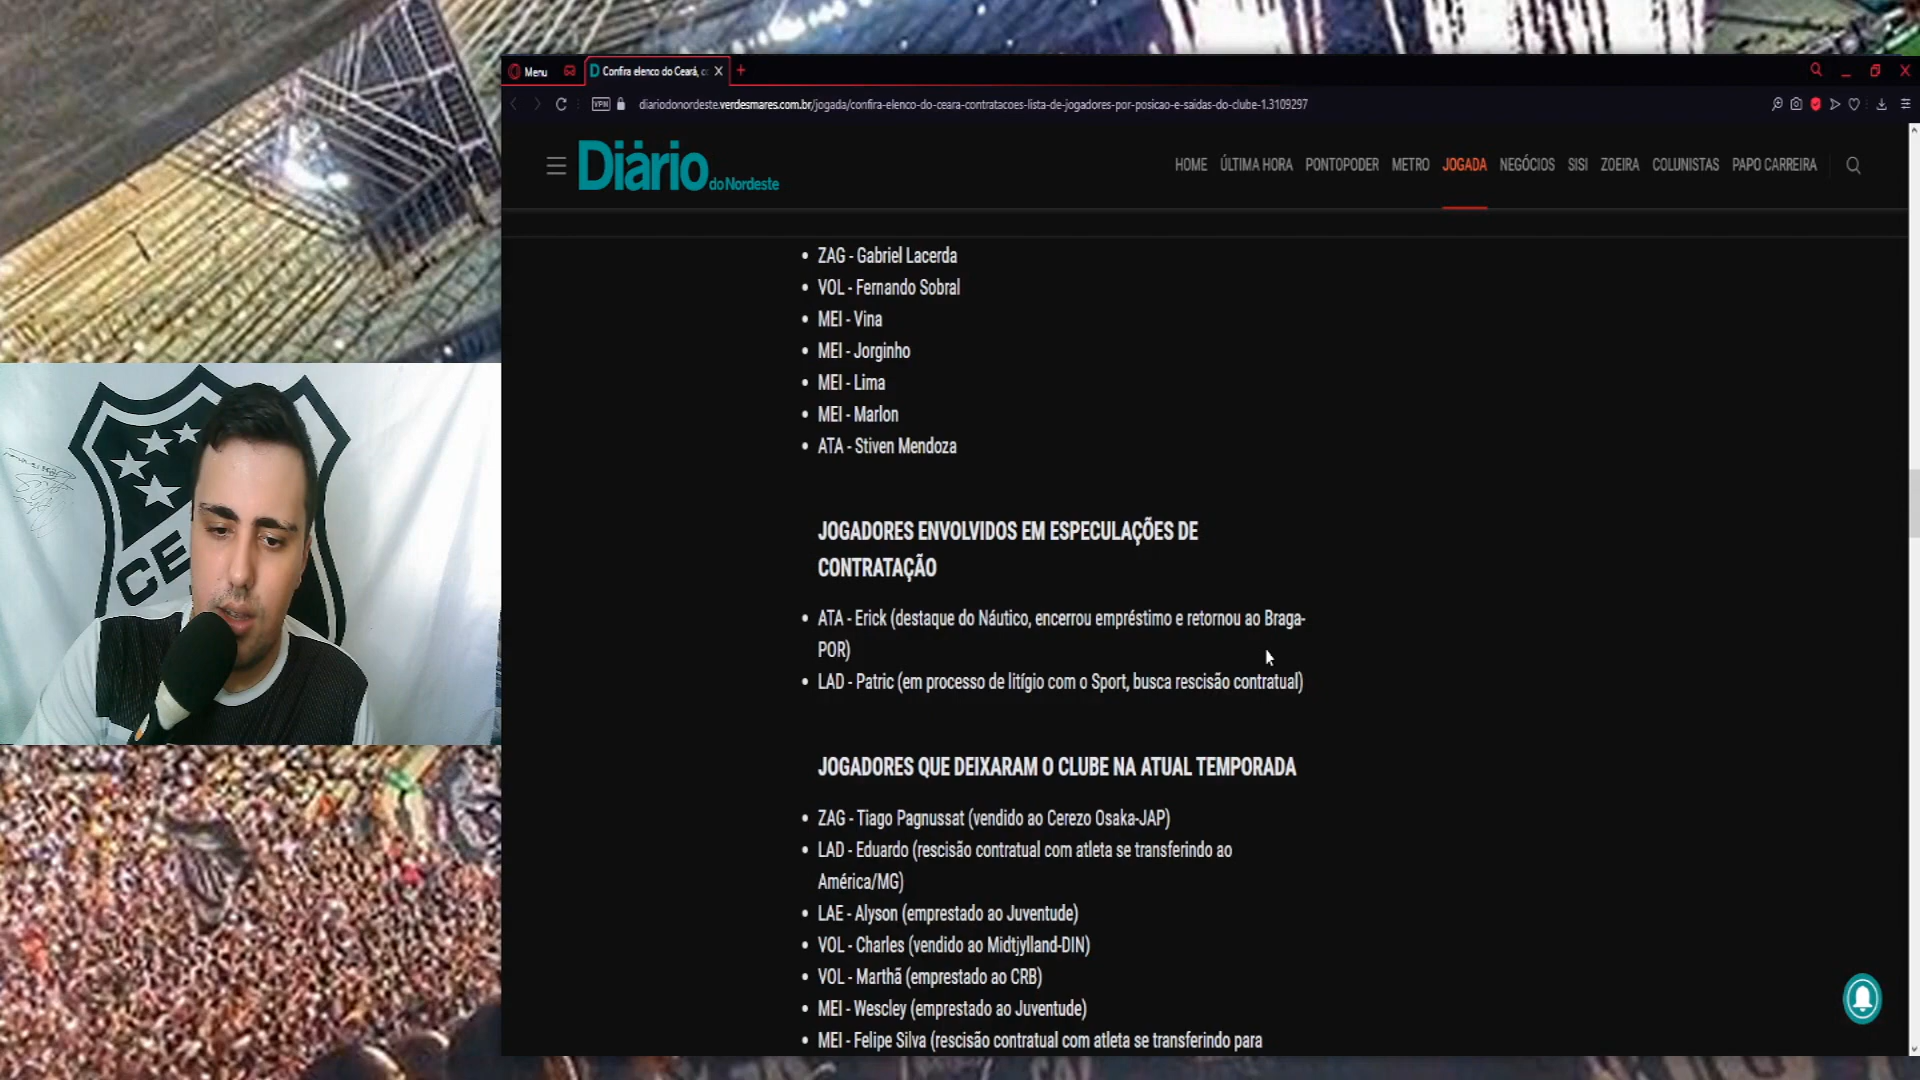 Menu
Confira elenco do Ceará, c
VPN
diariodonordeste.verdesmares.com.br/jogada/confira-elenco-do-ceara-contratacoes-lista-de-jogadores-por-posicao-e-saidas-do-clube-1.3109297
Diário do Nordeste
HOME ÚLTIMA HORA PONTOPODER METRO JOGADA NEGÓCIOS SISI ZOEIRA COLUNISTAS PAPO CARREIRA
• ZAG - Gabriel Lacerda
• VOL - Fernando Sobral
• MEI - Vina
• MEI - Jorginho
• MEI - Lima
• MEI - Marlon
• ATA - Stiven Mendoza
JOGADORES ENVOLVIDOS EM ESPECULAÇÕES DE
CONTRATAÇÃO
• ATA - Erick (destaque do Náutico, encerrou empréstimo e retornou ao Braga-
POR)
• LAD - Patric (em processo de litígio com o Sport, busca rescisão contratual)
JOGADORES QUE DEIXARAM O CLUBE NA ATUAL TEMPORADA
• ZAG - Tiago Pagnussat (vendido ao Cerezo Osaka-JAP)
• LAD - Eduardo (rescisão contratual com atleta se transferindo ao
América/MG)
• LAE - Alyson (emprestado ao Juventude)
• VOL - Charles (vendido ao Midtjylland-DIN)
• VOL - Marthã (emprestado ao CRB)
• MEI - Wescley (emprestado ao Juventude)
• MEI - Felipe Silva (rescisão contratual com atleta se transferindo para
CE